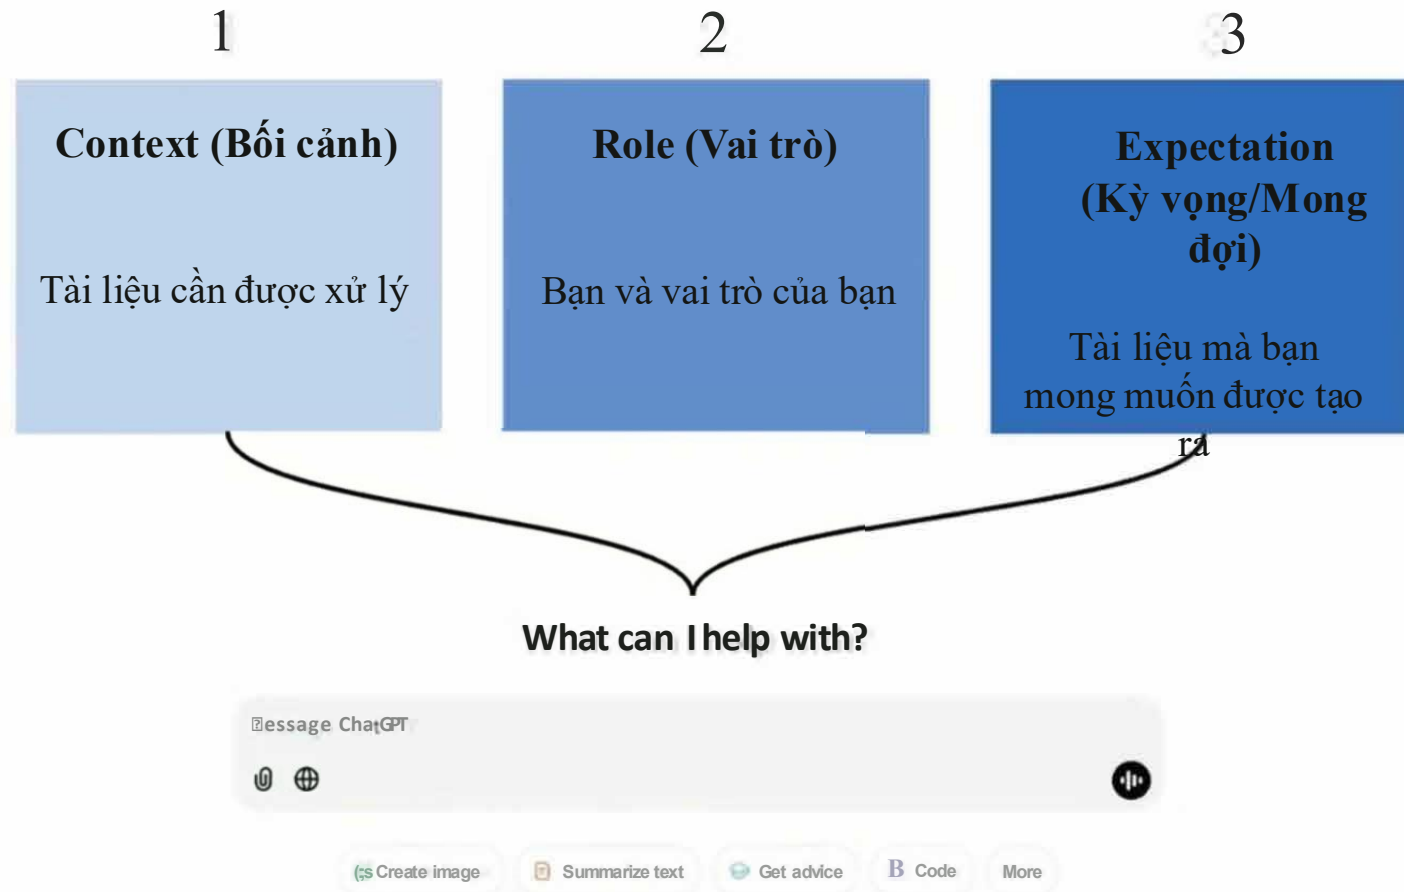 1
2
3
Context (Bối cảnh)
Tài liệu cần được xử lý
Role (Vai trò)
Bạn và vai trò của bạn
Expectation
(Kỳ vọng/Mong
đợi)
Tài liệu mà bạn
mong muốn được tạo
ra
What can I help with?
essage ChatGPT
Create image
Summarize text
Get advice
B Code
More